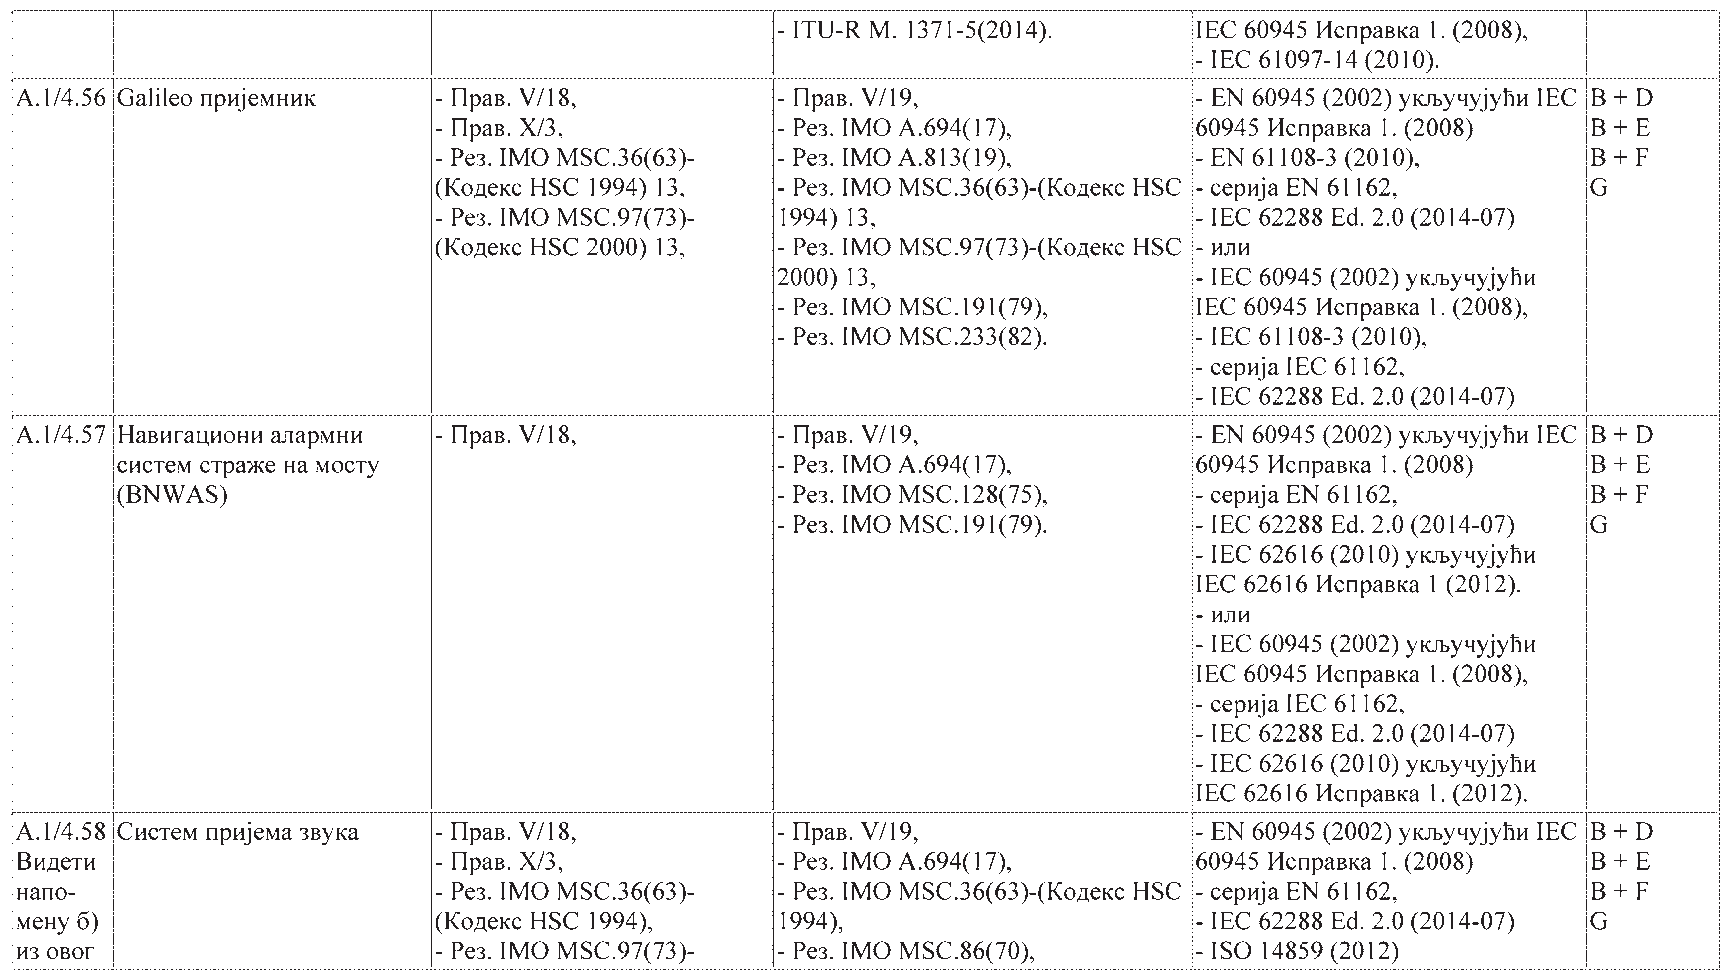 - ITU-R M. 1371-5(2014).
IEC 60945 Исправка 1. (2008),
- IEC 61097-14 (2010).
А.1/4.56
Galileo пријемник
- Прав. V/18,
- Прав. X/3,
- Рез. IMO MSC.36(63)-
(Кодекс HSC 1994) 13,
- Рез. IMO MSC.97(73)-
(Кодекс HSC 2000) 13,
- Прав. V/19,
- Рез. IMO A.694(17),
- Рез. IMO A.813(19),
- Рез. IMO MSC.36(63)-(Кодекс HSC
1994) 13,
- Рез. IMO MSC.97(73)-(Кодекс HSC
2000) 13,
- Рез. IMO MSC.191(79),
- Рез. IMO MSC.233(82).
- EN 60945 (2002) укључујући IEC
60945 Исправка 1. (2008)
- EN 61108-3 (2010),
- серија EN 61162,
- IEC 62288 Ed. 2.0 (2014-07)
- или
- IEC 60945 (2002) укључујући
IEC 60945 Исправка 1. (2008),
- IEC 61108-3 (2010),
- серија IEC 61162,
- IEC 62288 Ed. 2.0 (2014-07)
B + D
B + E
B + F
G
А.1/4.57
Навигациони алармни
систем страже на мосту
(BNWAS)
- Прав. V/18,
- Прав. V/19,
- Рез. IMO A.694(17),
- Рез. IMO MSC.128(75),
- Рез. IMO MSC.191(79).
- EN 60945 (2002) укључујући IEC
60945 Исправка 1. (2008)
- серија EN 61162,
- IEC 62288 Ed. 2.0 (2014-07)
- IEC 62616 (2010) укључујући
IEC 62616 Исправка 1 (2012).
- или
- IEC 60945 (2002) укључујући
IEC 60945 Исправка 1. (2008),
- серија IEC 61162,
- IEC 62288 Ed. 2.0 (2014-07)
- IEC 62616 (2010) укључујући
IEC 62616 Исправка 1. (2012).
B + D
B + E
B + F
G
А.1/4.58
Видети
напо-
мену б)
из овог
Систем пријема звука
- Прав. V/18,
- Прав. X/3,
- Рез. IMO MSC.36(63)-
(Кодекс HSC 1994),
- Рез. IMO MSC.97(73)-
- Прав. V/19,
- Рез. IMO A.694(17),
- Рез. IMO MSC.36(63)-(Кодекс HSC
1994),
- Рез. IMO MSC.86(70),
- EN 60945 (2002) укључујући IEC
60945 Исправка 1. (2008)
- серија EN 61162,
- IEC 62288 Ed. 2.0 (2014-07)
- ISO 14859 (2012)
B + D
B + E
B + F
G